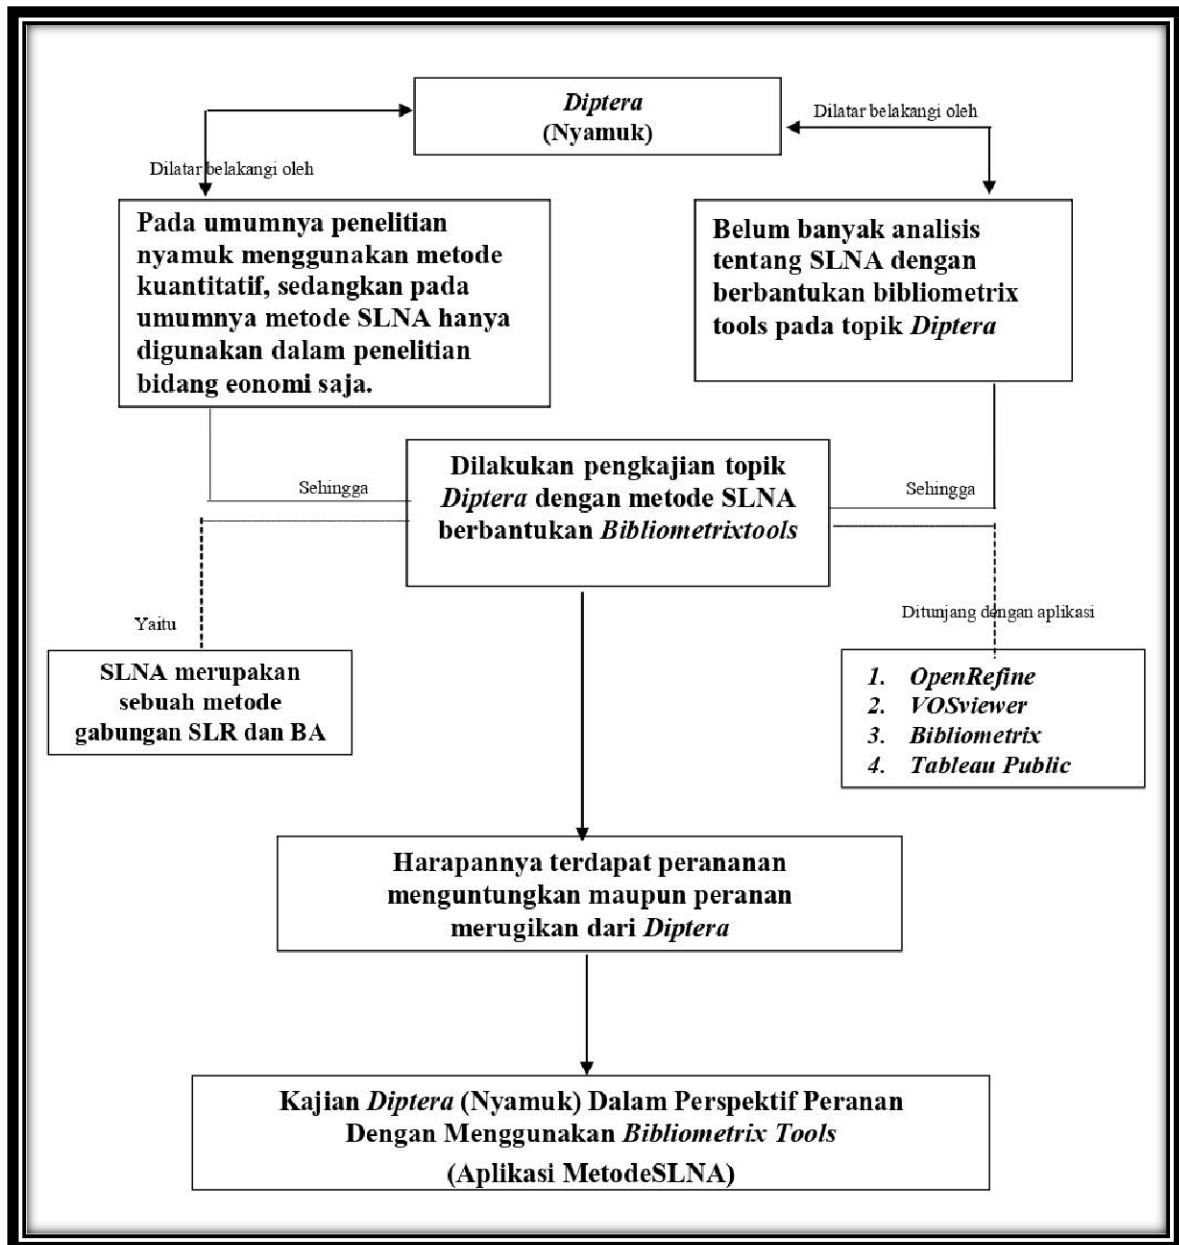 Diptera
(Nyamuk)
Dilatar belakangi oleh
Dilatar belakangi oleh
Pada umumnya penelitian
nyamuk menggunakan metode
kuantitatif, sedangkan pada
umumnya metode SLNA hanya
digunakan dalam penelitian
bidang eonomi saja.
Belum banyak analisis
tentang SLNA dengan
berbantukan bibliometrix
tools pada topik Diptera
Dilakukan pengkajian topik
Diptera dengan metode SLNA
berbantukan Bibliometrixtools
Sehingga
Sehingga
Yaitu
Ditunjang dengan aplikasi
SLNA merupakan
sebuah metode
gabungan SLR dan BA
1. OpenRefine
2. VOSviewer
3. Bibliometrix
4. Tableau Public
Harapannya terdapat perananan
menguntungkan maupun peranan
merugikan dari Diptera
Kajian Diptera (Nyamuk) Dalam Perspektif Peranan
Dengan Menggunakan Bibliometrix Tools
(Aplikasi MetodeSLNA)